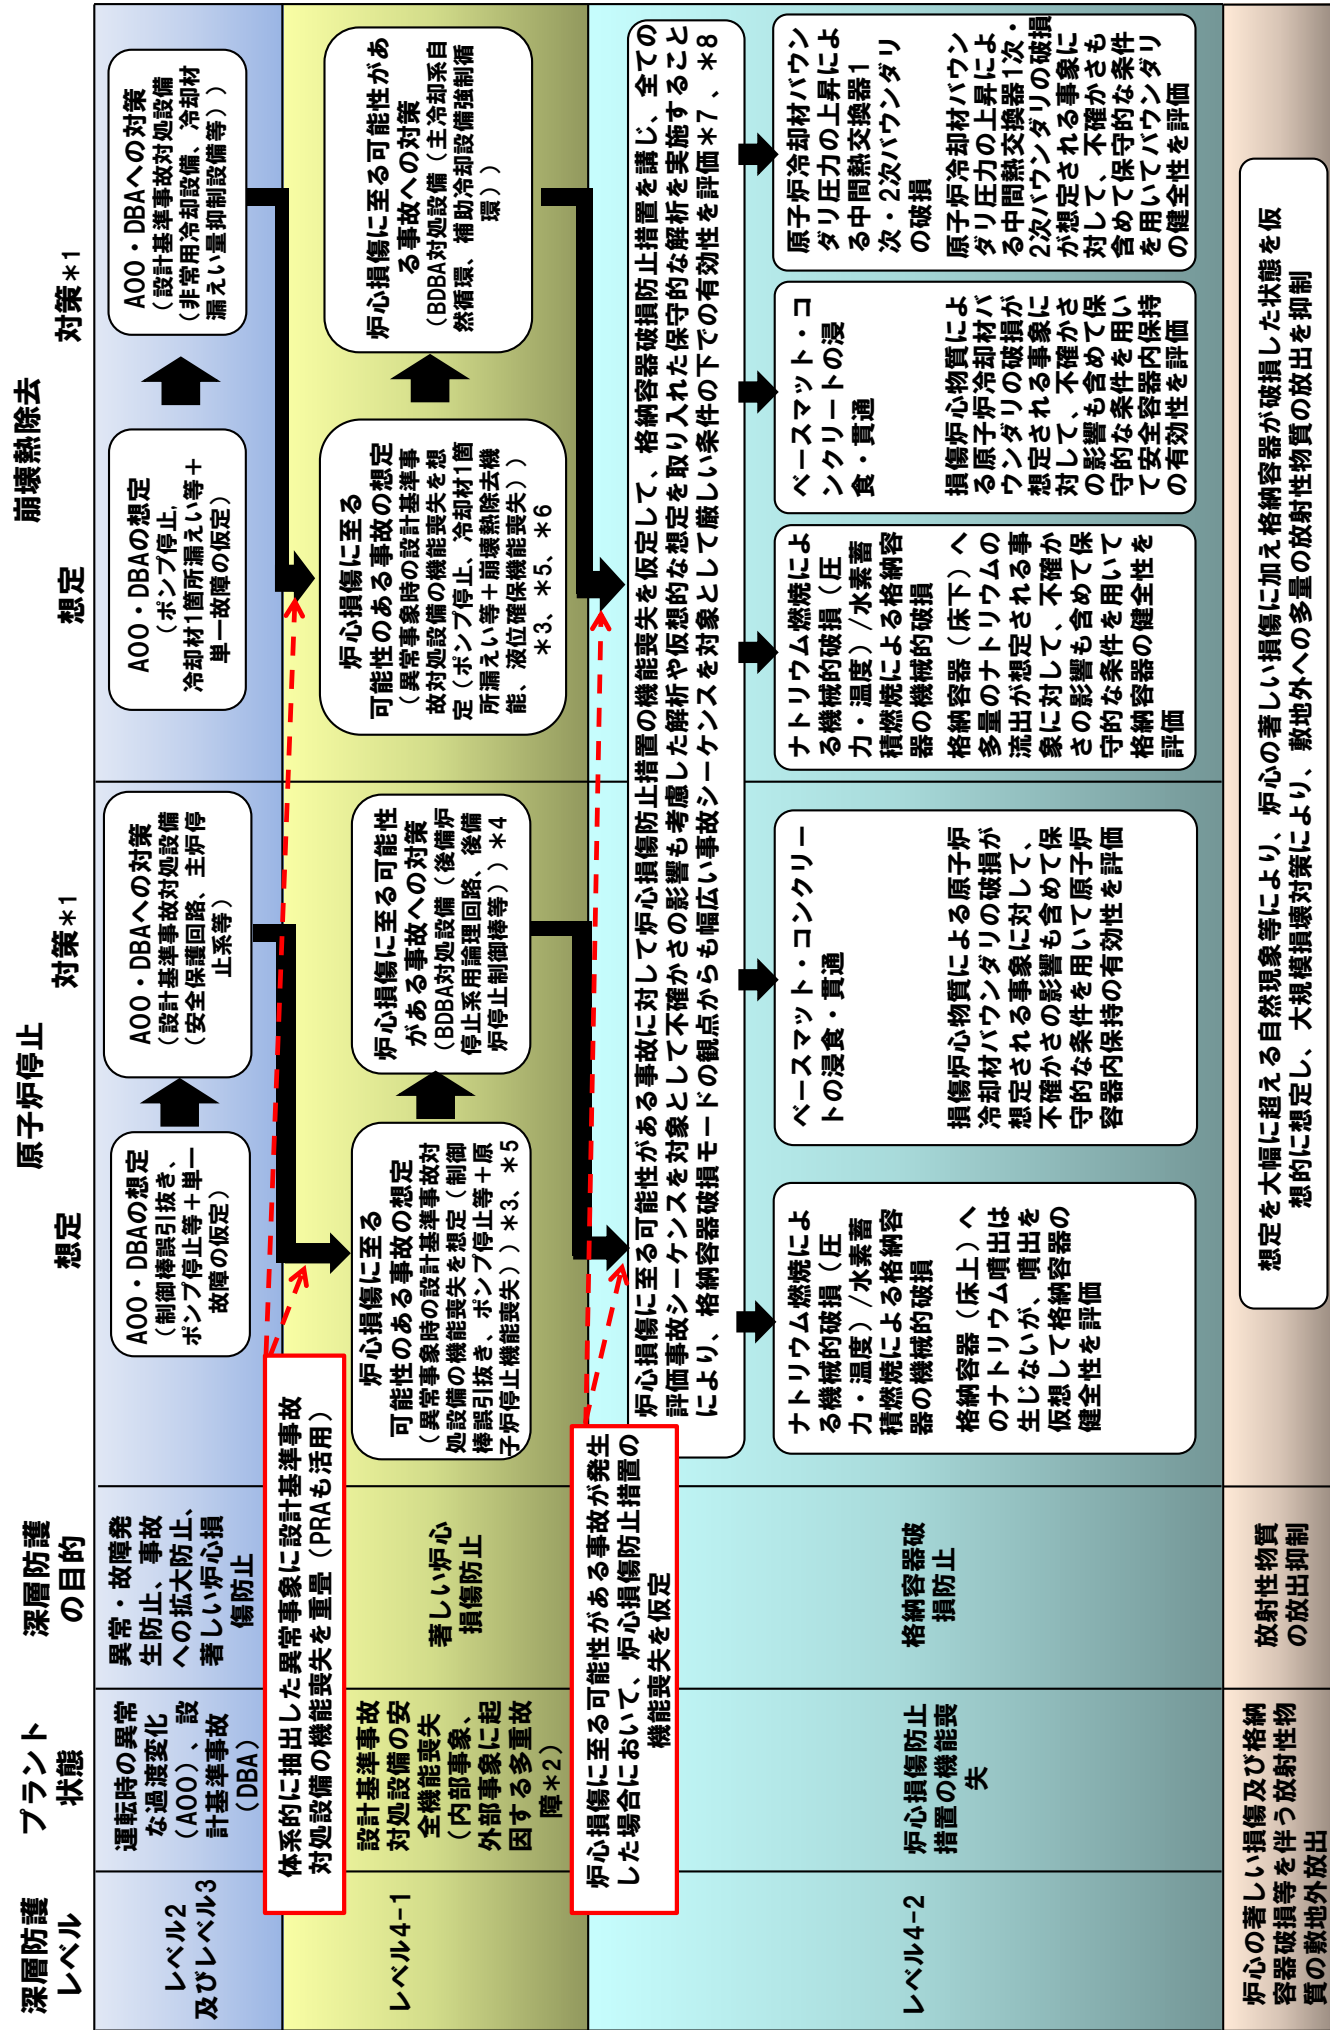 深層防護
レベル
プラント
状態
深層防護
の目的
原子炉停止
想定
対策*1
崩壊熱除去
想定
対策*1
レベル2
及びレベル3
運転時の異常
な過渡変化
（AOO）、設
計基準事故
（DBA）
異常・故障発
生防止、事故
への拡大防止、
著しい炉心損
傷防止
AOO・DBAの想定
（制御棒誤引抜き、
ポンプ停止等＋単一
故障の仮定）
AOO・DBAへの対策
（設計基準事故対処設備
（安全保護回路、主炉停
止系等）
AOO・DBAの想定
（ポンプ停止、
冷却材1箇所漏えい等＋
単一故障の仮定）
AOO・DBAへの対策
（設計基準事故対処設備
（非常用冷却設備、冷却材
漏えい量抑制設備等））
体系的に抽出した異常事象に設計基準事故
対処設備の機能喪失を重畳（PRAも活用）
レベル4-1
設計基準事故
対処設備の安
全機能喪失
（内部事象、
外部事象に起
因する多重故
障*2）
著しい炉心
損傷防止
炉心損傷に至る
可能性のある事故の想定
（異常事象時の設計基準事故対
処設備の機能喪失を想定（制御
棒誤引抜き、ポンプ停止等＋原
子炉停止機能喪失））*3、*5
炉心損傷に至る可能性
がある事故への対策
（BDBA対処設備（後備炉
停止系用論理回路、後備
炉停止制御棒等））*4
炉心損傷に至る
可能性のある事故の想定
（異常事象時の設計基準事
故対処設備の機能喪失を想
定（ポンプ停止、冷却材1箇
所漏えい等＋崩壊熱除去機
能、液位確保機能喪失））
*3、*5、*6
炉心損傷に至る可能性があ
る事故への対策
（BDBA対処設備（主冷却系自
然循環、補助冷却設備強制循
環））
炉心損傷に至る可能性がある事故が発生
した場合において、炉心損傷防止措置の
機能喪失を仮定
レベル4-2
炉心損傷防止
措置の機能喪
失
格納容器破
損防止
炉心損傷に至る可能性がある事故に対して炉心損傷防止措置の機能喪失を仮定して、格納容器破損防止措置を講じ、全ての
評価事故シーケンスを対象として不確かさの影響も考慮した解析や仮想的な想定を取り入れた保守的な解析を実施すること
により、格納容器破損モードの観点からも幅広い事故シーケンスを対象として厳しい条件の下での有効性を評価*7、*8
ナトリウム燃焼によ
る機械的破損（圧
力・温度）/水素蓄
積燃焼による格納容
器の機械的破損
格納容器（床上）へ
のナトリウム噴出は
生じないが、噴出を
仮想して格納容器の
健全性を評価
ベースマット・コンクリー
トの浸食・貫通
損傷炉心物質による原子炉
冷却材バウンダリの破損が
想定される事象に対して、
不確かさの影響も含めて保
守的な条件を用いて原子炉
容器内保持の有効性を評価
ナトリウム燃焼によ
る機械的破損（圧
力・温度）/水素蓄
積燃焼による格納容
器の機械的破損
格納容器（床下）へ
多量のナトリウムの
流出が想定される事
象に対して、不確か
さの影響も含めて保
守的な条件を用いて
格納容器の健全性を
評価
ベースマット・コ
ンクリートの浸
食・貫通
損傷炉心物質によ
る原子炉冷却材バ
ウンダリの破損が
想定される事象に
対して、不確かさ
の影響も含めて保
守的な条件を用い
て安全容器内保持
の有効性を評価
原子炉冷却材バウン
ダリ圧力の上昇によ
る中間熱交換器1
次・2次バウンダリ
の破損
原子炉冷却材バウン
ダリ圧力の上昇によ
る中間熱交換器1次・
2次バウンダリの破損
が想定される事象に
対して、不確かさも
含めて保守的な条件
を用いてバウンダリ
の健全性を評価
炉心の著しい損傷及び格納
容器破損等を伴う放射性物
質の敷地外放出
放射性物質
の放出抑制
想定を大幅に超える自然現象等により、炉心の著しい損傷に加え格納容器が破損した状態を仮
想的に想定し、大規模損壊対策により、敷地外への多量の放射性物質の放出を抑制